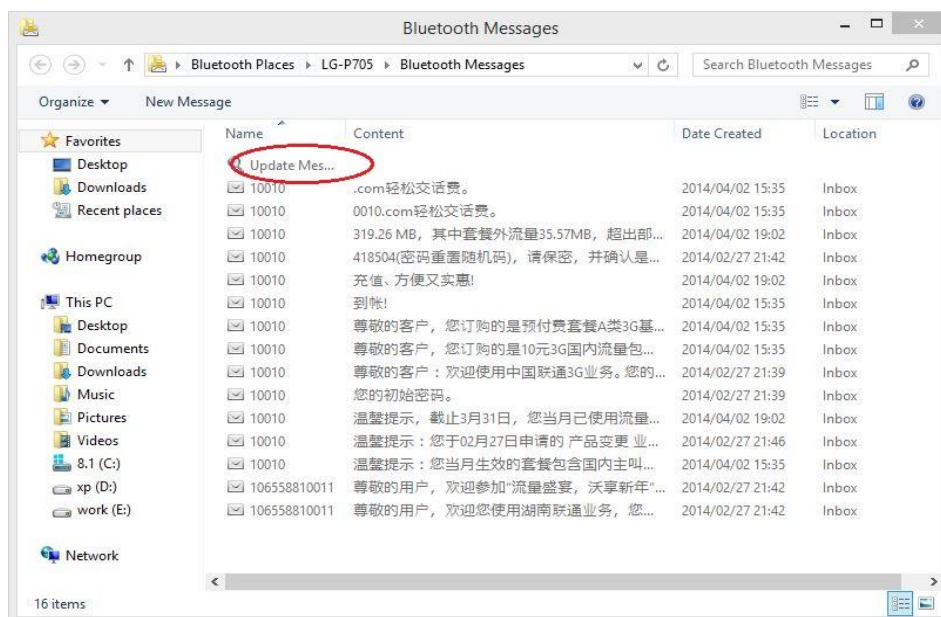 Bluetooth Messages
Bluetooth Places LG-P705 Bluetooth Messages Search Bluetooth Messages
Organize New Message
Favorites
Desktop
Downloads
Recent places
Homegroup
This PC
Desktop
Documents
Downloads
Music
Pictures
Videos
8.1 (C:)
xp (D:)
work (E:)
Network
Name Content Date Created Location
Update Mes...
10010 .com轻松交话费。 2014/04/02 15:35 Inbox
10010 0010.com轻松交话费。 2014/04/02 15:35 Inbox
10010 319.26 MB，其中套餐外流量35.57MB，超出部... 2014/04/02 19:02 Inbox
10010 418504(密码重置随机码)，请保密，并确认是... 2014/02/27 21:42 Inbox
10010 充值、方便又实惠! 2014/04/02 19:02 Inbox
10010 到帐! 2014/04/02 15:35 Inbox
10010 尊敬的客户，您订购的是预付费套餐A类3G基... 2014/04/02 15:35 Inbox
10010 尊敬的客户，您订购的是10元3G国内流量包... 2014/04/02 15:35 Inbox
10010 尊敬的客户：欢迎使用中国联通3G业务。您的... 2014/02/27 21:39 Inbox
10010 您的初始密码。 2014/02/27 21:39 Inbox
10010 温馨提示，截止3月31日，您当月已使用流量... 2014/04/02 19:02 Inbox
10010 温馨提示：您于02月27日申请的 产品变更 业... 2014/02/27 21:46 Inbox
10010 温馨提示：您当月生效的套餐包含国内主叫... 2014/04/02 15:35 Inbox
106558810011 尊敬的用户，欢迎参加"流量盛宴，沃享新年"... 2014/02/27 21:42 Inbox
106558810011 尊敬的用户，欢迎您使用湖南联通业务，您... 2014/02/27 21:42 Inbox
16 items